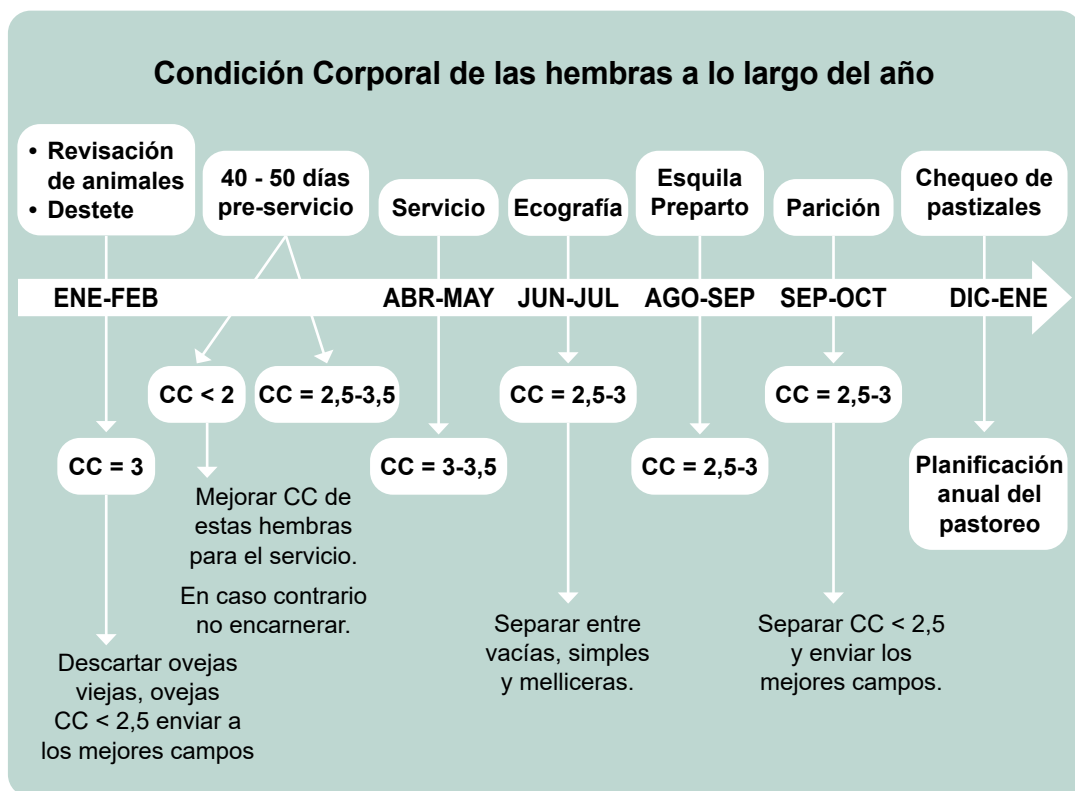 Condición Corporal de las hembras a lo largo del año
• Revisación
de animales
• Destete
40 - 50 días
pre-servicio
Servicio
Ecografía
Esquila
Preparto
Parición
Chequeo de
pastizales
ENE-FEB
ABR-MAY
JUN-JUL
AGO-SEP
SEP-OCT
DIC-ENE
CC < 2
CC = 2,5-3,5
CC = 2,5-3
CC = 2,5-3
CC = 3
CC = 3-3,5
CC = 2,5-3
Planificación
anual del
pastoreo
Mejorar CC de
estas hembras
para el servicio.
En caso contrario
no encarnerar.
Descartar ovejas
viejas, ovejas
CC < 2,5 enviar a
los mejores campos
Separar entre
vacías, simples
y melliceras.
Separar CC < 2,5
y enviar los
mejores campos.